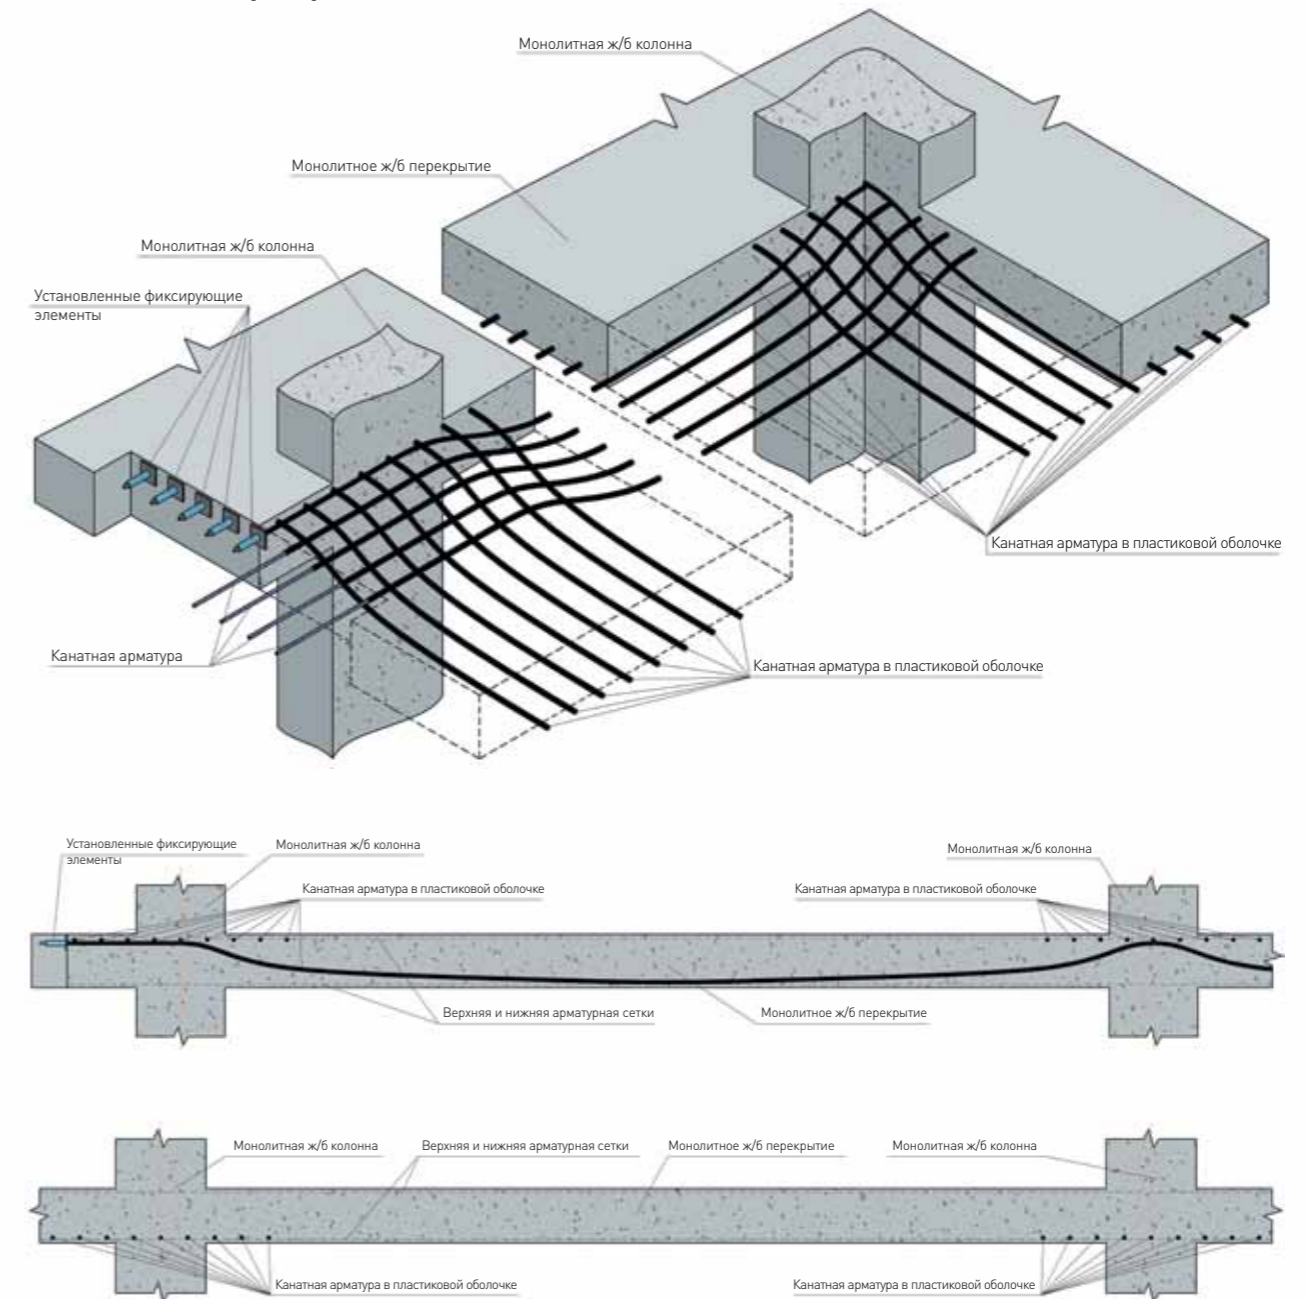 Монолитная ж/б колонна
Монолитное ж/б перекрытие
Монолитная ж/б колонна
Установленные фиксирующие
элементы
Канатная арматура в пластиковой оболочке
Канатная арматура
Канатная арматура в пластиковой оболочке
Установленные фиксирующие
элементы
Монолитная ж/б колонна
Монолитная ж/б колонна
Канатная арматура в пластиковой оболочке
Канатная арматура в пластиковой оболочке
Верхняя и нижняя арматурная сетки
Монолитное ж/б перекрытие
Монолитная ж/б колонна
Верхняя и нижняя арматурная сетки
Монолитное ж/б перекрытие
Монолитная ж/б колонна
Канатная арматура в пластиковой оболочке
Канатная арматура в пластиковой оболочке